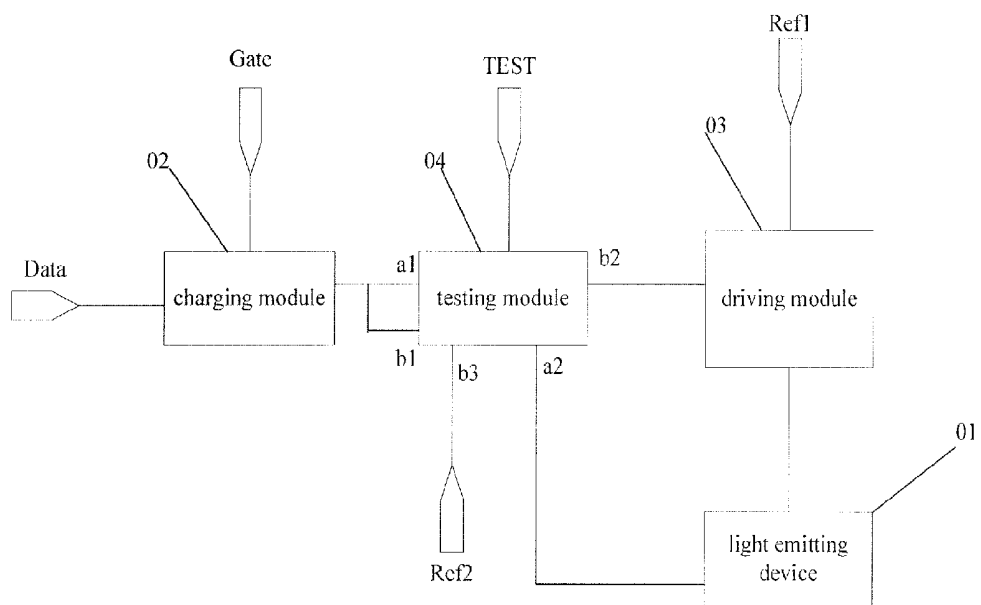 Ref1
Gate
TEST
03
02
04
a1
b2
Data
charging module
testing module
driving module
b1
b3
a2
01
light emitting
device
Ref2